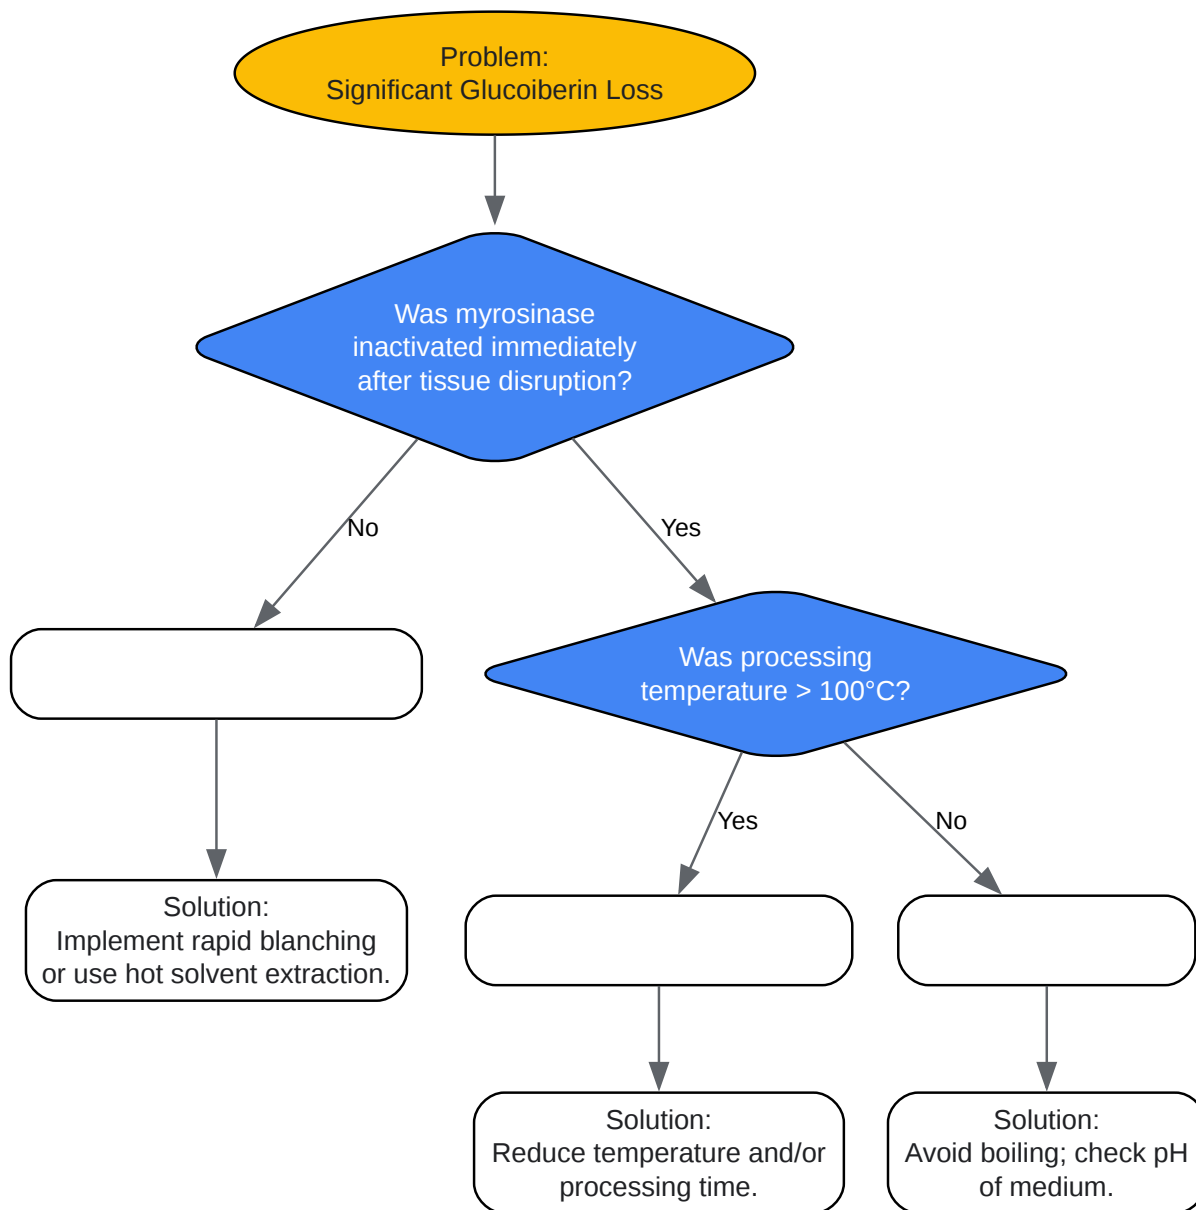 Problem:
Significant Glucoiberin Loss
Was myrosinase
inactivated immediately
after tissue disruption?
No
Yes
Was processing
temperature > 100°C?
Yes
No
Solution:
Implement rapid blanching
or use hot solvent extraction.
Solution:
Reduce temperature and/or
processing time.
Solution:
Avoid boiling; check pH
of medium.